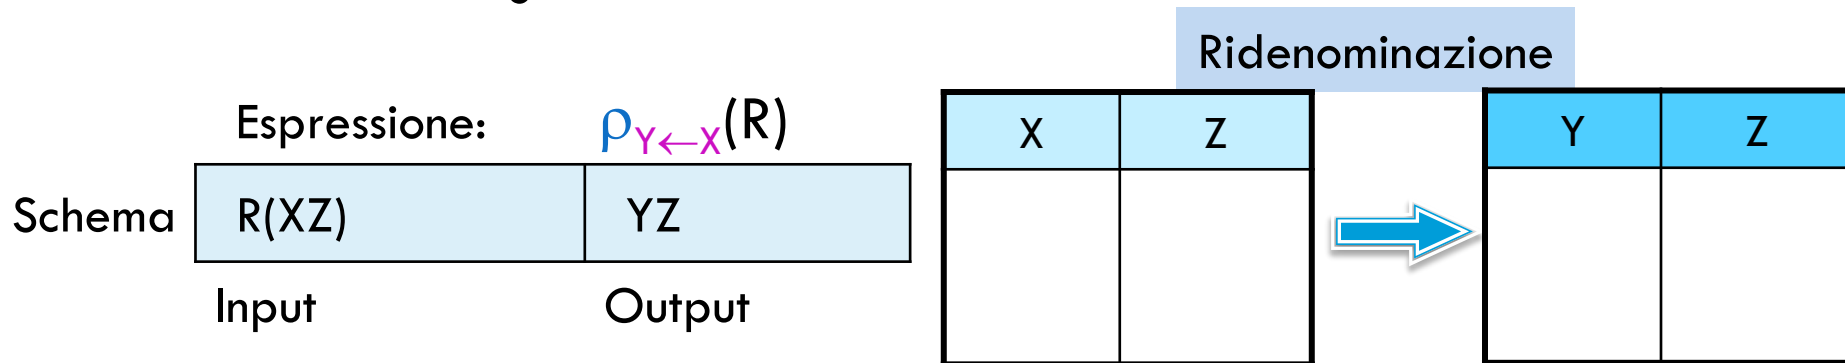 Ridenominazione
Espressione: ρY←X(R)
X Z
Y Z
Schema R(XZ) YZ
Input Output